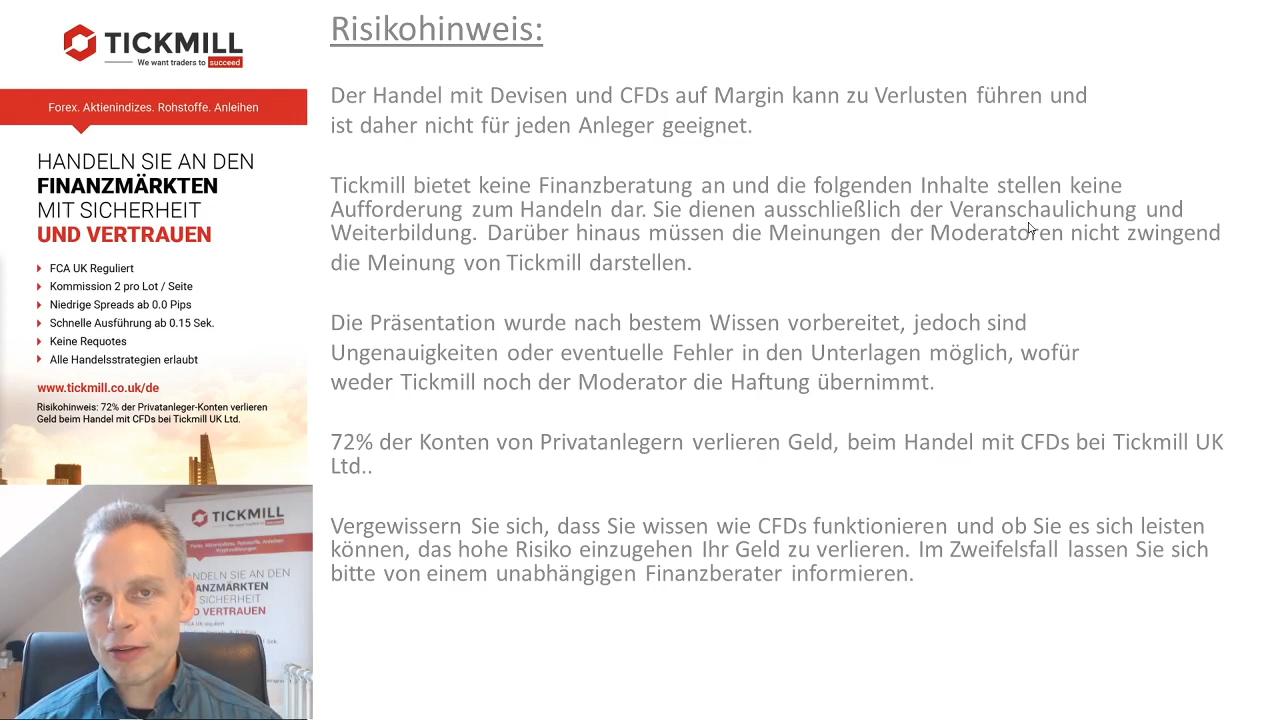 TICKMILL
We want traders to succeed
Forex. Aktienindizes. Rohstoffe. Anleihen
HANDELN SIE AN DEN
FINANZMÄRKTEN
MIT SICHERHEIT
UND VERTRAUEN
FCA UK Reguliert
Kommission 2 pro Lot / Seite
Niedrige Spreads ab 0.0 Pips
Schnelle Ausführung ab 0.15 Sek.
Keine Requotes
Alle Handelsstrategien erlaubt
www.tickmill.co.uk/de
Risikohinweis: 72% der Privatanleger-Konten verlieren
Geld beim Handel mit CFDs bei Tickmill UK Ltd.
Risikohinweis:
Der Handel mit Devisen und CFDs auf Margin kann zu Verlusten führen und
ist daher nicht für jeden Anleger geeignet.
Tickmill bietet keine Finanzberatung an und die folgenden Inhalte stellen keine
Aufforderung zum Handeln dar. Sie dienen ausschließlich der Veranschaulichung und
Weiterbildung. Darüber hinaus müssen die Meinungen der Moderatoren nicht zwingend
die Meinung von Tickmill darstellen.
Die Präsentation wurde nach bestem Wissen vorbereitet, jedoch sind
Ungenauigkeiten oder eventuelle Fehler in den Unterlagen möglich, wofür
weder Tickmill noch der Moderator die Haftung übernimmt.
72% der Konten von Privatanlegern verlieren Geld, beim Handel mit CFDs bei Tickmill UK
Ltd..
Vergewissern Sie sich, dass Sie wissen wie CFDs funktionieren und ob Sie es sich leisten
können, das hohe Risiko einzugehen Ihr Geld zu verlieren. Im Zweifelsfall lassen Sie sich
bitte von einem unabhängigen Finanzberater informieren.
TICKMILL
NDELN SIE AN DEN
ANZMÄRKTEN
SICHERHEIT
D VERTRAUEN